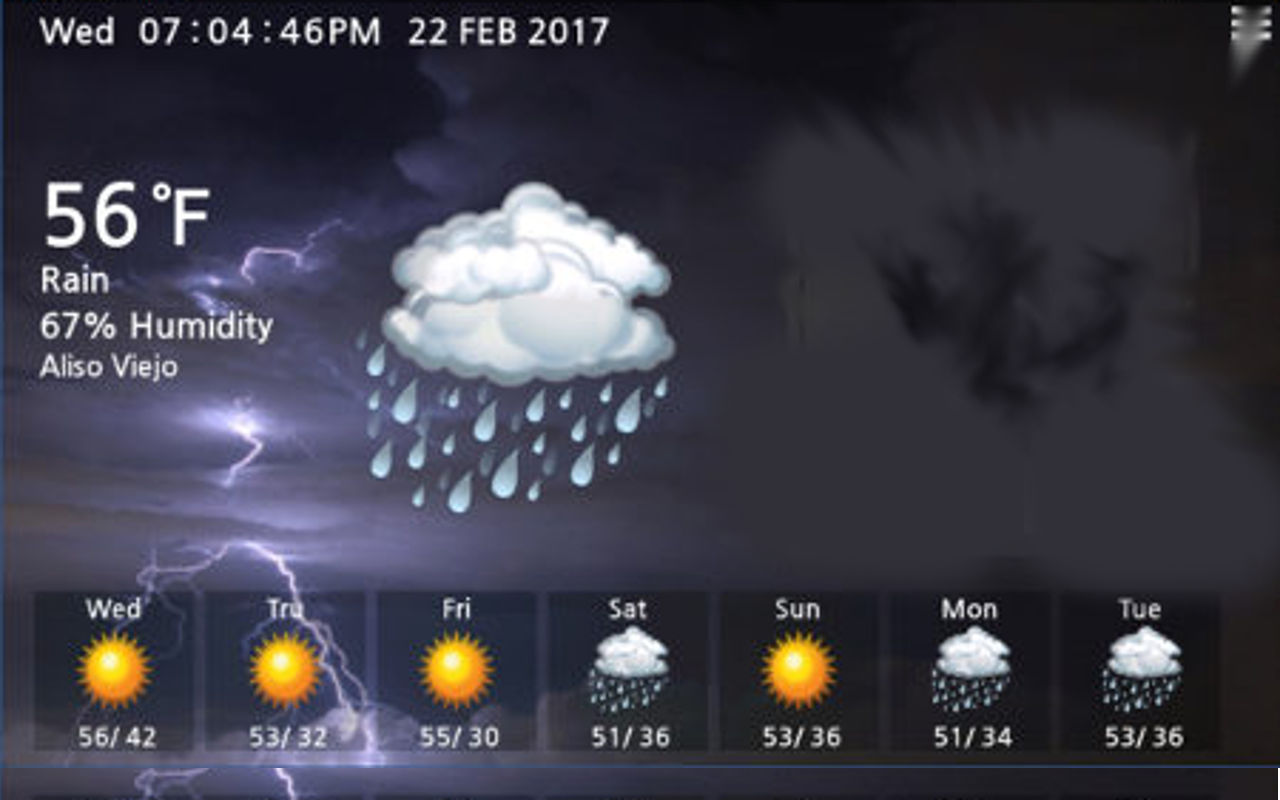 Wed 07:04:46PM 22 FEB 2017
56°F
Rain
67% Humidity
Aliso Viejo
Wed Tru Fri Sat Sun Mon Tue
56/42 53/32 55/30 51/36 53/36 51/34 53/36